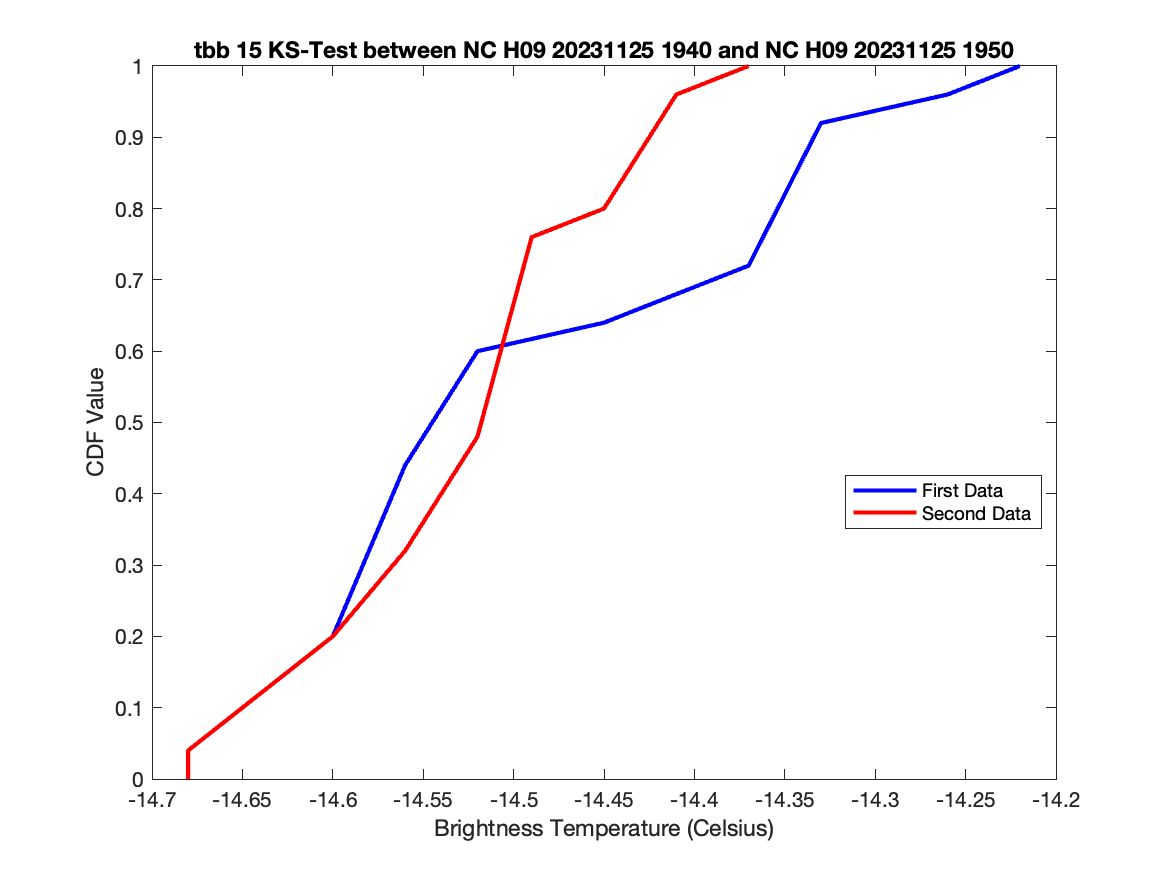 tbb 15 KS-Test between NC H09 20231125 1940 and NC H09 20231125 1950
1
0.9
0.8
0.7
0.6
0.5
0.4
0.3
0.2
0.1
0
CDF Value
First Data
Second Data
-14.7 -14.65 -14.6 -14.55 -14.5 -14.45 -14.4 -14.35 -14.3 -14.25 -14.2
Brightness Temperature (Celsius)